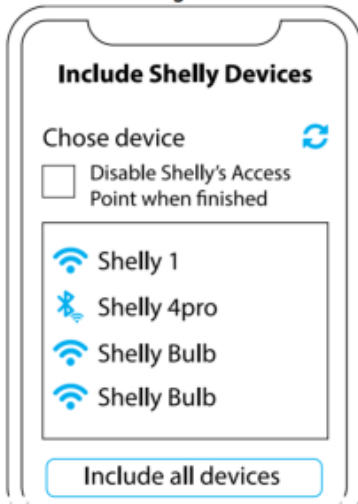 Include Shelly Devices
Chose device
Disable Shelly's Access
Point when finished
Shelly 1
Shelly 4pro
Shelly Bulb
Shelly Bulb
Include all devices